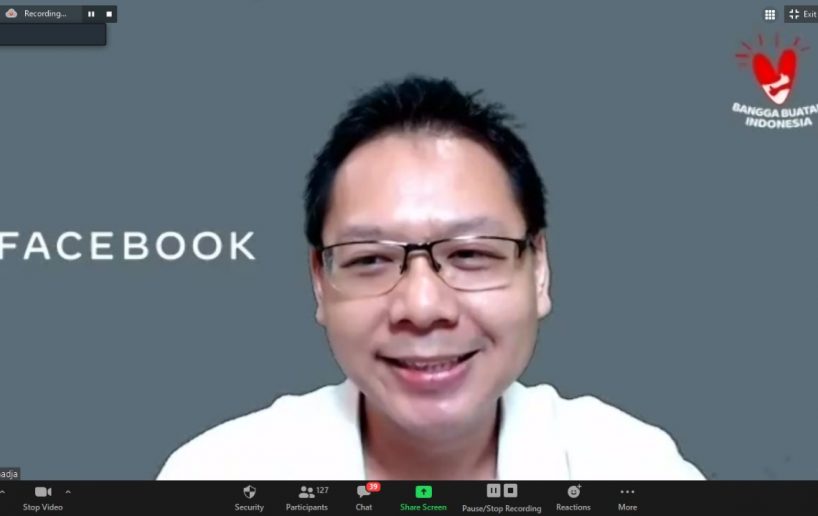 Recording...
Exit
BANGGA BUATAN
INDONESIA
FACEBOOK
adja
Stop Video
Security
Participants
127
Chat
39
Share Screen
Pause/Stop Recording
Reactions
More